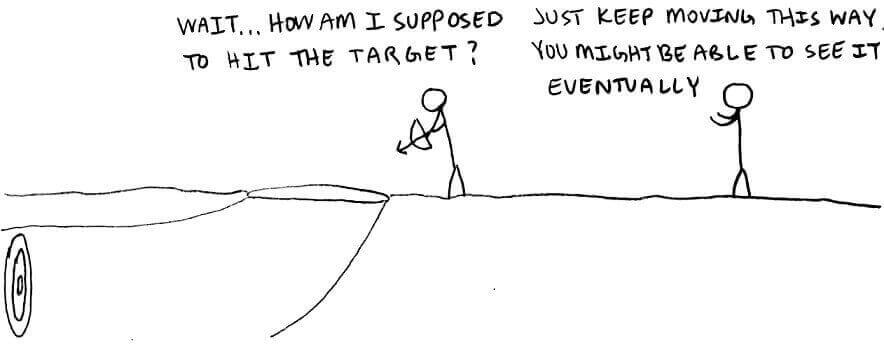 WAIT... HOW AM I SUPPOSED
TO HIT THE TARGET?
JUST KEEP MOVING THIS WAY.
YOU MIGHT BE ABLE TO SEE IT
EVENTUALLY